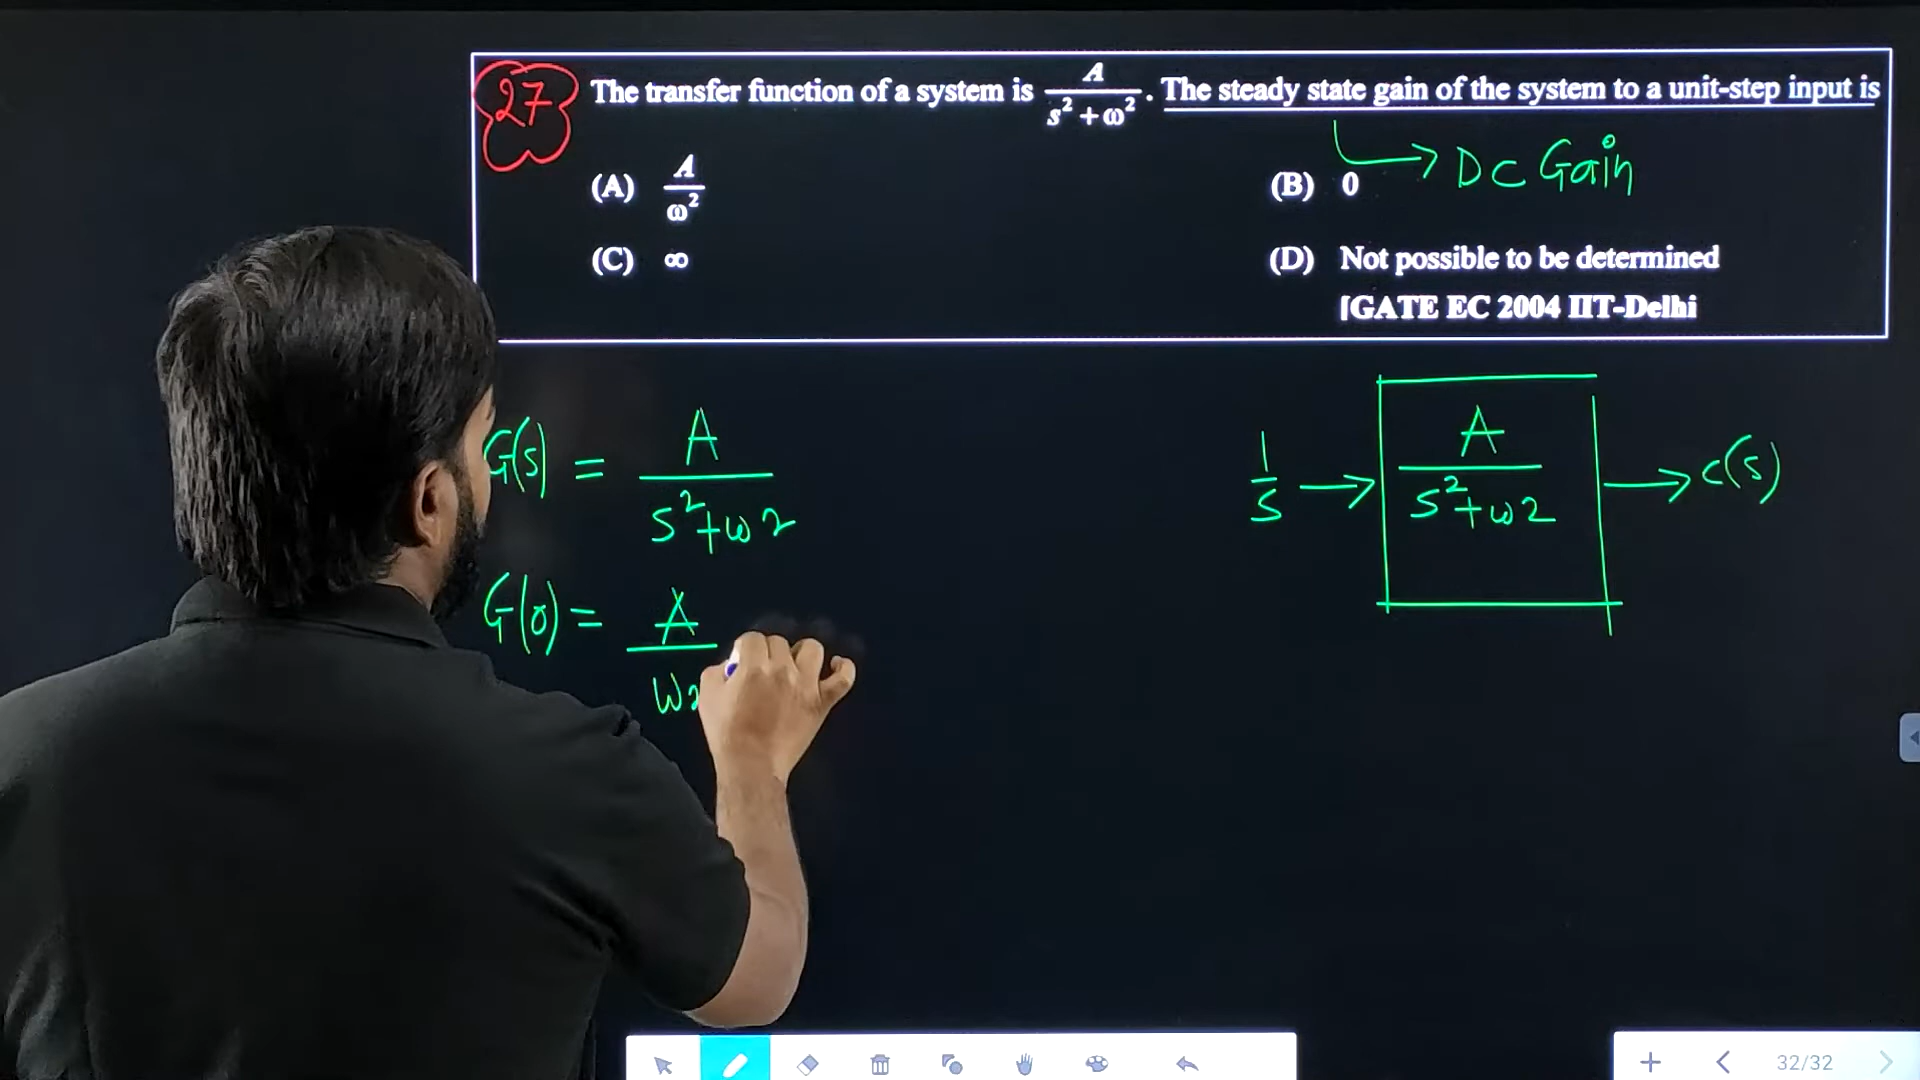 27 The transfer function of a system is A/(s² + ω²). The steady state gain of the system to a unit-step input is
→ DC Gain
(A) A/ω² (B) 0
(C) ∞ (D) Not possible to be determined
[GATE EC 2004 IIT-Delhi
G(s) = A/(s²+ω2)
1/s → A/(s²+ω2) → C(s)
G(0) = A/ω2
32/32